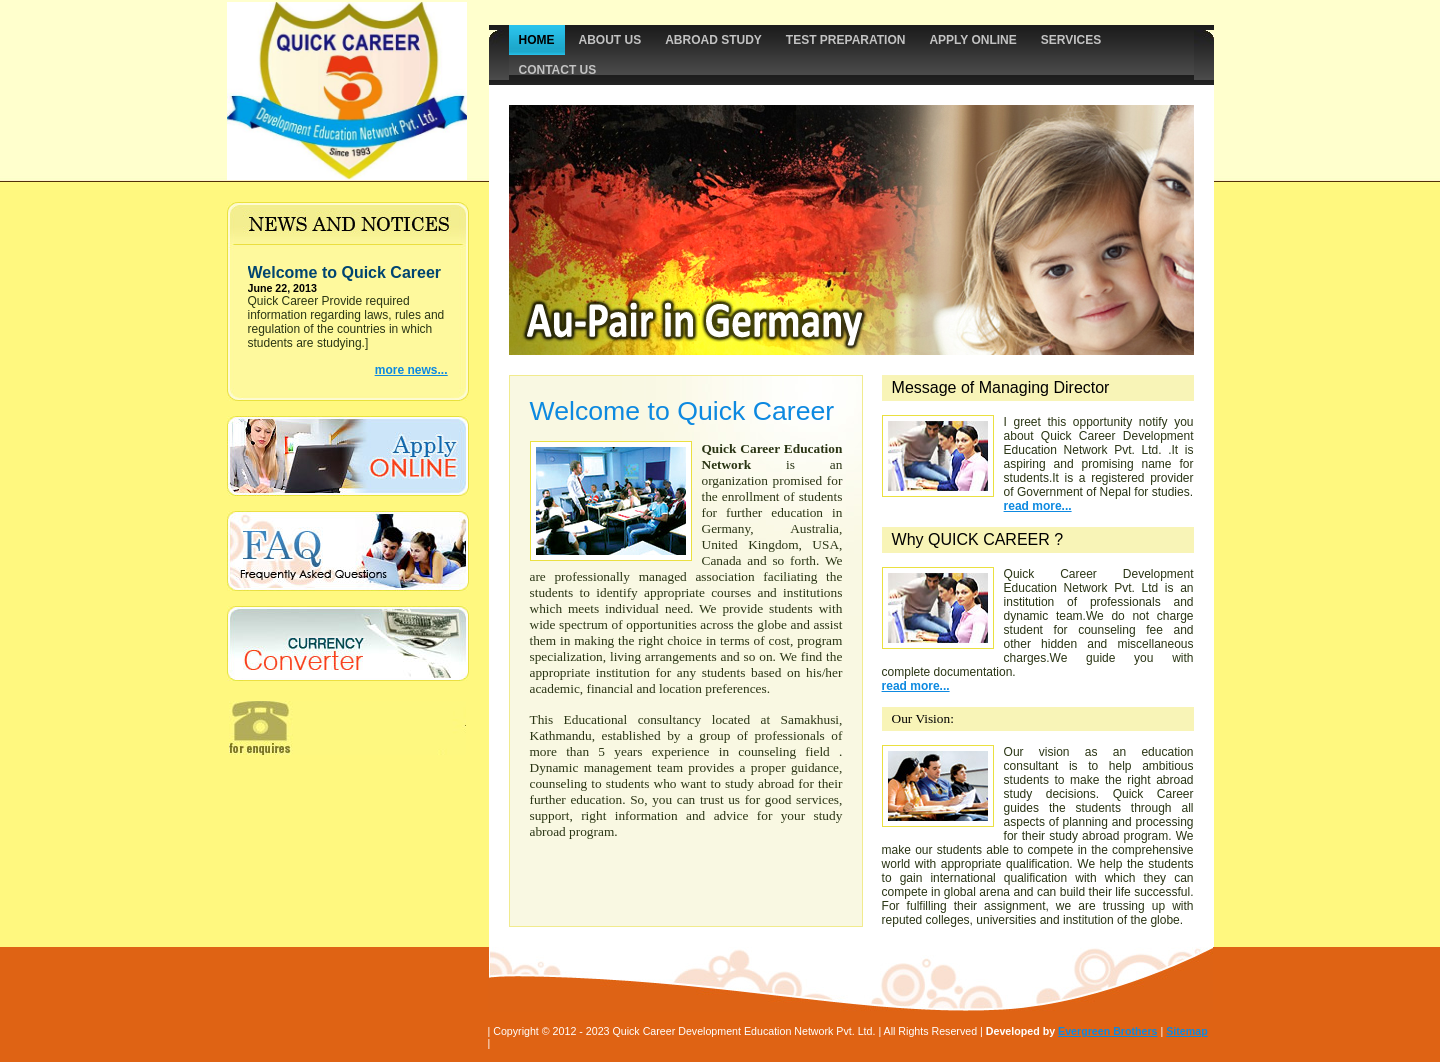 QUICK CAREER
Development Education Network Pvt. Ltd.
Since 1993
HOME ABOUT US ABROAD STUDY TEST PREPARATION APPLY ONLINE SERVICES
CONTACT US
Au-Pair in Germany
NEWS AND NOTICES
Welcome to Quick Career
June 22, 2013
Quick Career Provide required
information regarding laws, rules and
regulation of the countries in which
students are studying.]
more news...
Apply
ONLINE
FAQ
Frequently Asked Questions
CURRENCY
Converter
for enquires
Welcome to Quick Career
Quick Career Education
Network is an
organization promised for
the enrollment of students
for further education in
Germany, Australia,
United Kingdom, USA,
Canada and so forth. We
are professionally managed association faciliating the
students to identify appropriate courses and institutions
which meets individual need. We provide students with
wide spectrum of opportunities across the globe and assist
them in making the right choice in terms of cost, program
specialization, living arrangements and so on. We find the
appropriate institution for any students based on his/her
academic, financial and location preferences.
This Educational consultancy located at Samakhusi,
Kathmandu, established by a group of professionals of
more than 5 years experience in counseling field .
Dynamic management team provides a proper guidance,
counseling to students who want to study abroad for their
further education. So, you can trust us for good services,
support, right information and advice for your study
abroad program.
Message of Managing Director
I greet this opportunity notify you
about Quick Career Development
Education Network Pvt. Ltd. .It is
aspiring and promising name for
students.It is a registered provider
of Government of Nepal for studies.
read more...
Why QUICK CAREER ?
Quick Career Development
Education Network Pvt. Ltd is an
institution of professionals and
dynamic team.We do not charge
student for counseling fee and
other hidden and miscellaneous
charges.We guide you with
complete documentation.
read more...
Our Vision:
Our vision as an education
consultant is to help ambitious
students to make the right abroad
study decisions. Quick Career
guides the students through all
aspects of planning and processing
for their study abroad program. We
make our students able to compete in the comprehensive
world with appropriate qualification. We help the students
to gain international qualification with which they can
compete in global arena and can build their life successful.
For fulfilling their assignment, we are trussing up with
reputed colleges, universities and institution of the globe.
| Copyright © 2012 - 2023 Quick Career Development Education Network Pvt. Ltd. | All Rights Reserved | Developed by Evergreen Brothers | Sitemap
|